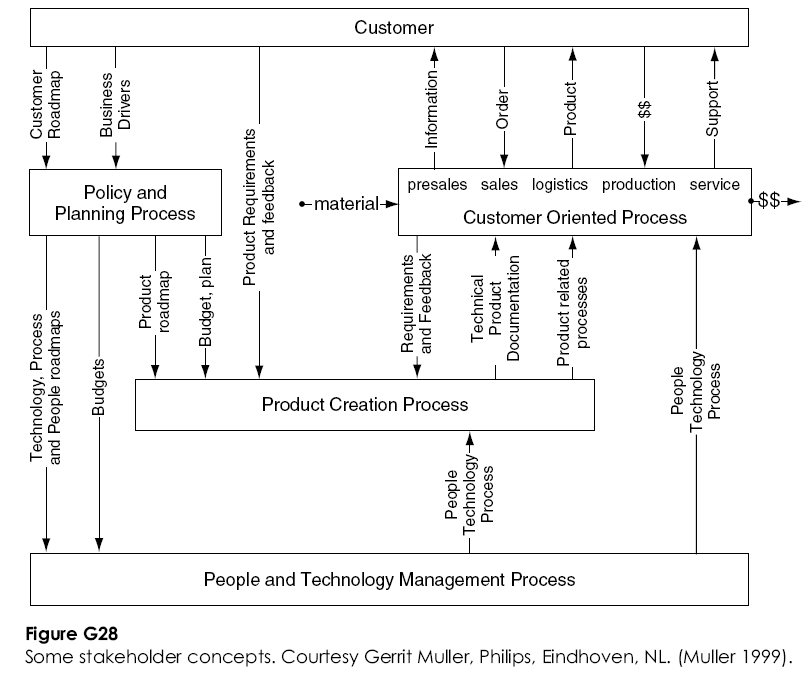 Customer
Customer
Roadmap
Business
Drivers
Product Requirements
and feedback
Information
Order
Product
$$
Support
Policy and
Planning Process
material
presales sales logistics production service
Customer Oriented Process
$$
Technology, Process
and People roadmaps
Budgets
Product
roadmap
Budget, plan
Requirements
and Feedback
Technical
Product
Documentation
Product related
processes
People
Technology
Process
Product Creation Process
People
Technology
Process
People and Technology Management Process
Figure G28
Some stakeholder concepts. Courtesy Gerrit Muller, Philips, Eindhoven, NL. (Muller 1999).